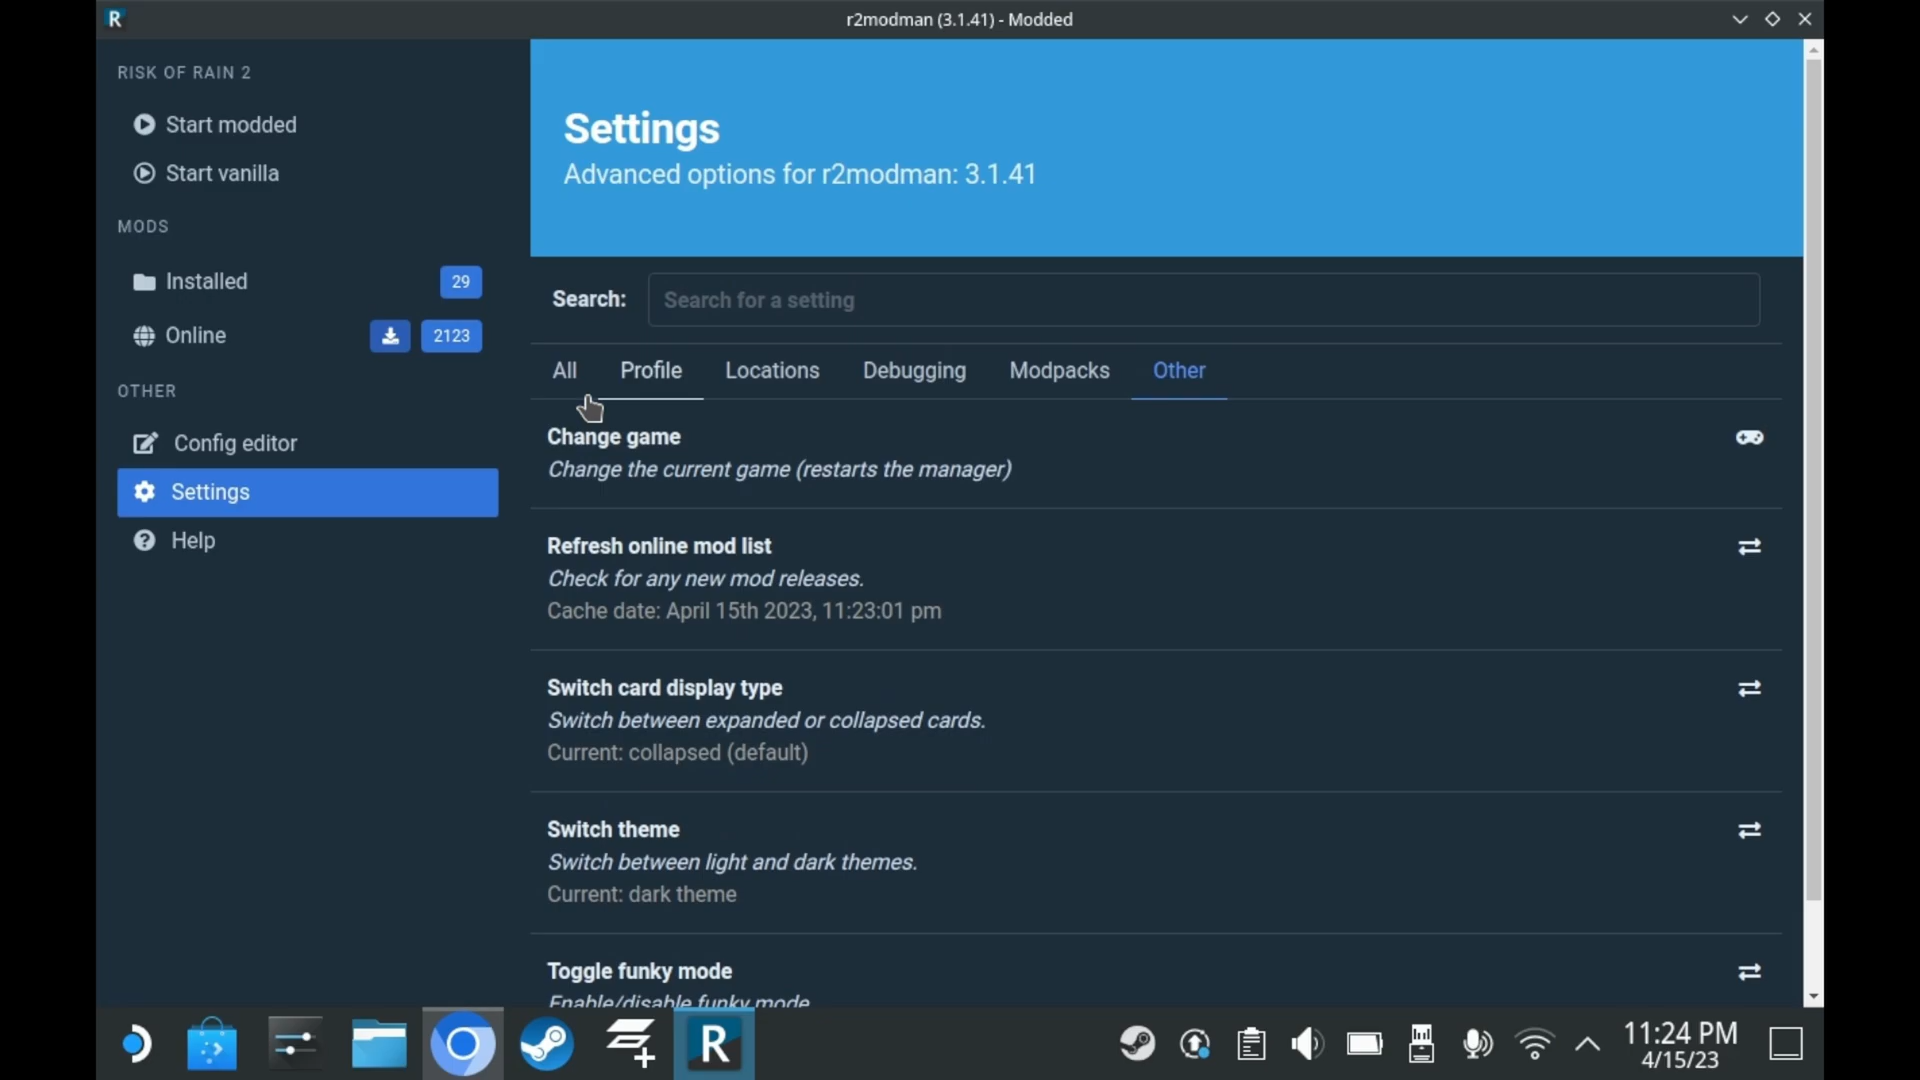 R
r2modman (3.1.41) - Modded
RISK OF RAIN 2
Start modded
Start vanilla
MODS
Installed
29
Online
2123
OTHER
Config editor
Settings
Help
Settings
Advanced options for r2modman: 3.1.41
Search:
Search for a setting
All
Profile
Locations
Debugging
Modpacks
Other
Change game
Change the current game (restarts the manager)
Refresh online mod list
Check for any new mod releases.
Cache date: April 15th 2023, 11:23:01 pm
Switch card display type
Switch between expanded or collapsed cards.
Current: collapsed (default)
Switch theme
Switch between light and dark themes.
Current: dark theme
Toggle funky mode
Enable/disable funky mode
R
11:24 PM
4/15/23